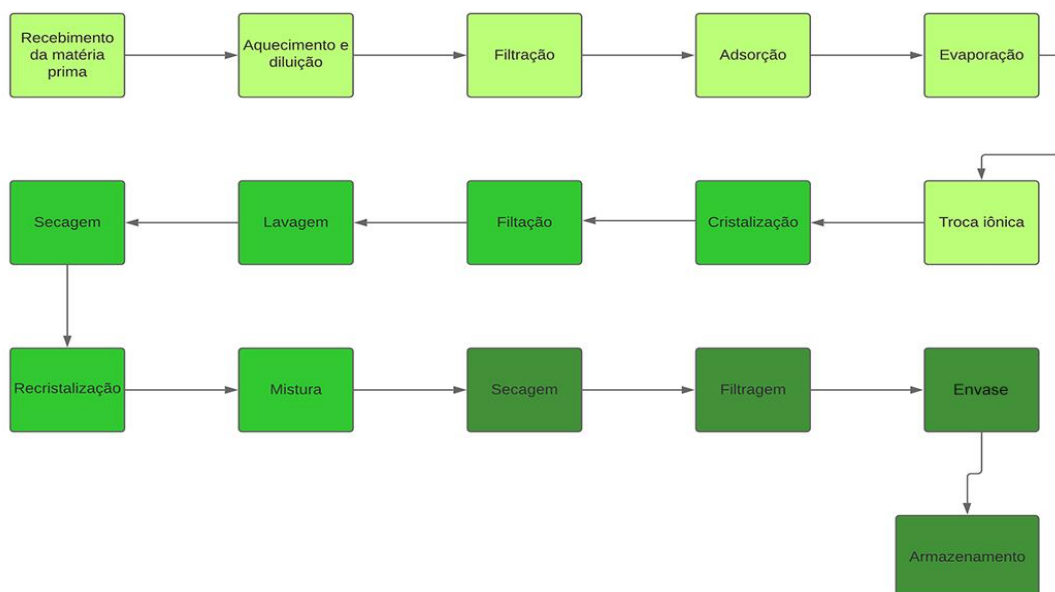 Recebimento
da matéria
prima
Aquecimento e
diluição
Filtração
Adsorção
Evaporação
Troca iônica
Cristalização
Filtação
Lavagem
Secagem
Recristalização
Mistura
Secagem
Filtragem
Envase
Armazenamento